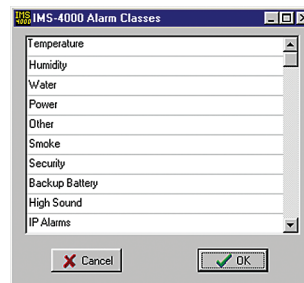 IMS 4000 IMS-4000 Alarm Classes
Temperature
Humidity
Water
Power
Other
Smoke
Security
Backup Battery
High Sound
IP Alarms
Cancel OK